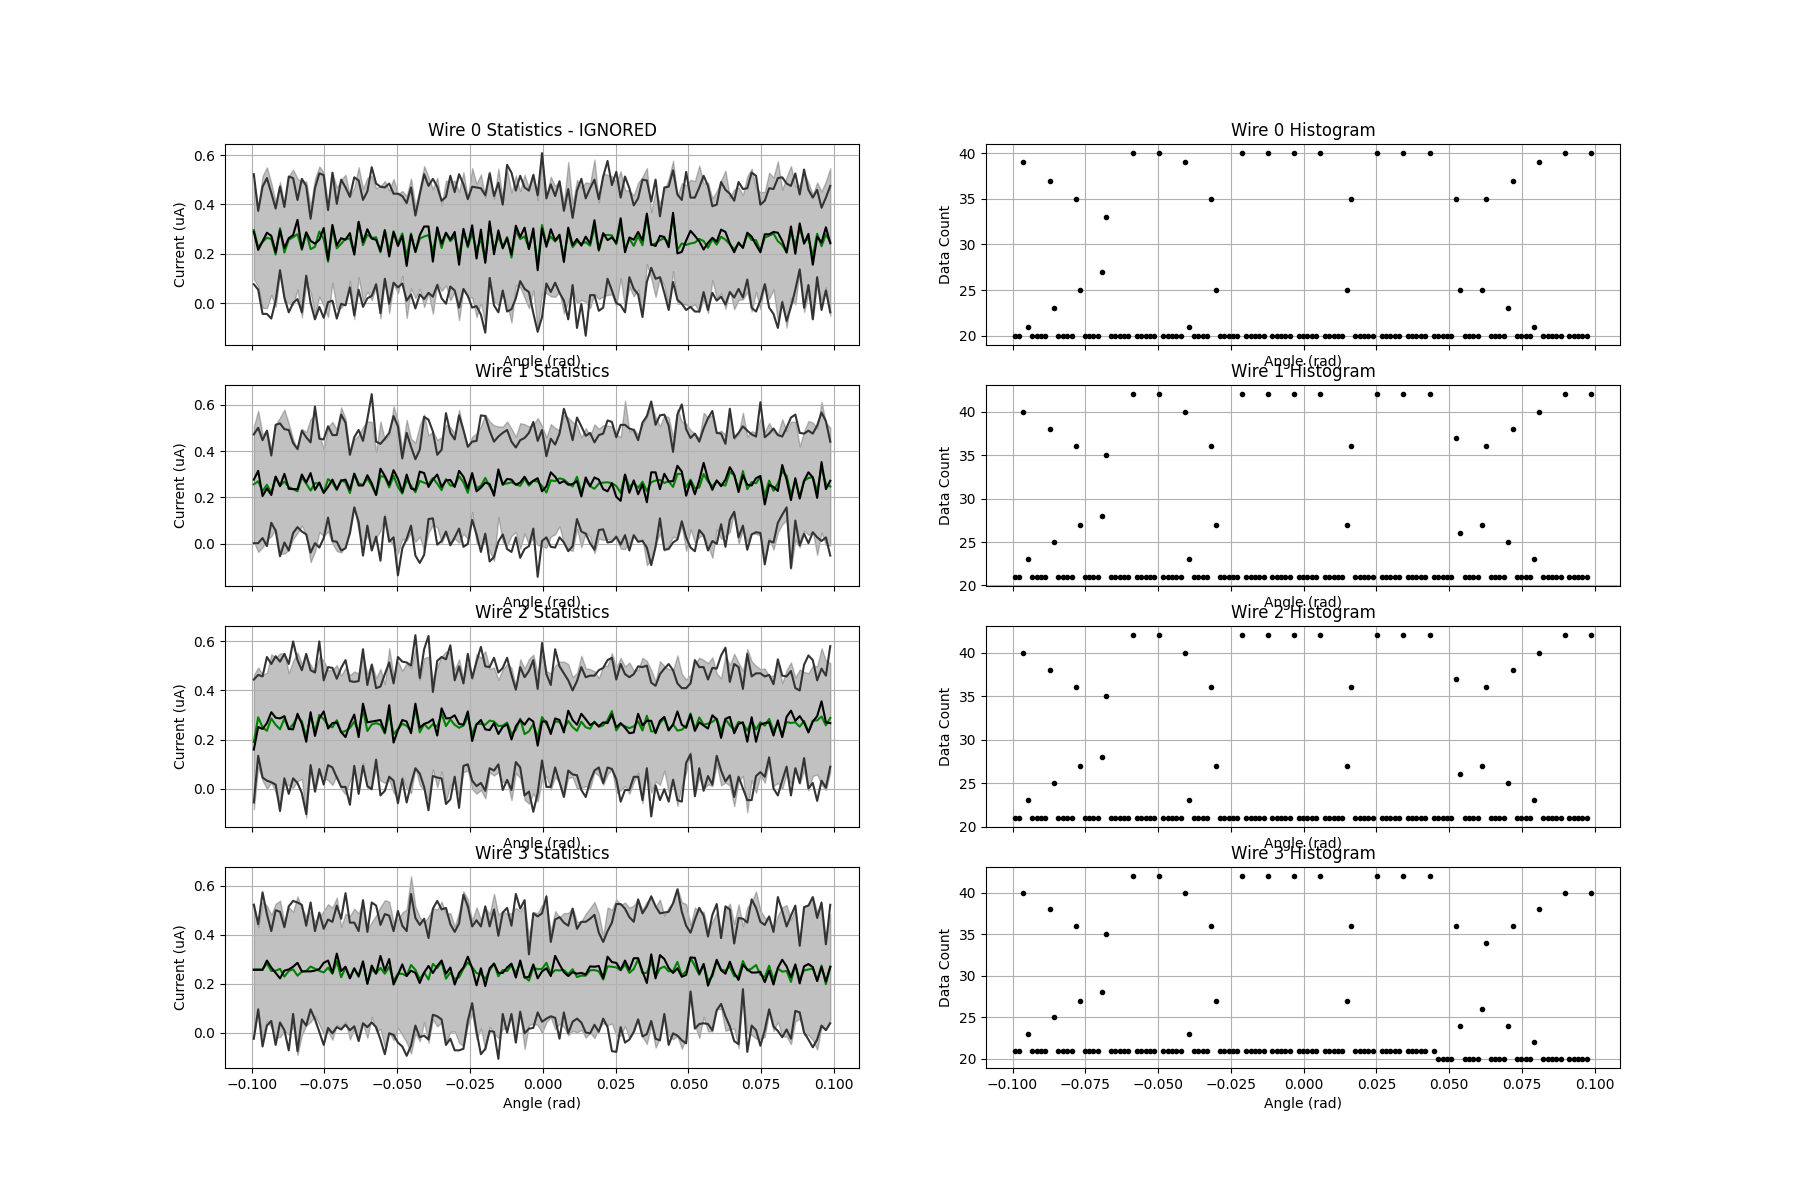 Wire 0 Statistics - IGNORED
Current (uA)
0.6
0.4
0.2
0.0
Angle (rad)
Wire 0 Histogram
Data Count
40
35
30
25
20
Angle (rad)
Wire 1 Statistics
Current (uA)
0.6
0.4
0.2
0.0
Angle (rad)
Wire 1 Histogram
Data Count
40
35
30
25
20
Angle (rad)
Wire 2 Statistics
Current (uA)
0.6
0.4
0.2
0.0
Angle (rad)
Wire 2 Histogram
Data Count
40
35
30
25
20
Angle (rad)
Wire 3 Statistics
Current (uA)
0.6
0.4
0.2
0.0
−0.100 −0.075 −0.050 −0.025 0.000 0.025 0.050 0.075 0.100
Angle (rad)
Wire 3 Histogram
Data Count
40
35
30
25
20
−0.100 −0.075 −0.050 −0.025 0.000 0.025 0.050 0.075 0.100
Angle (rad)